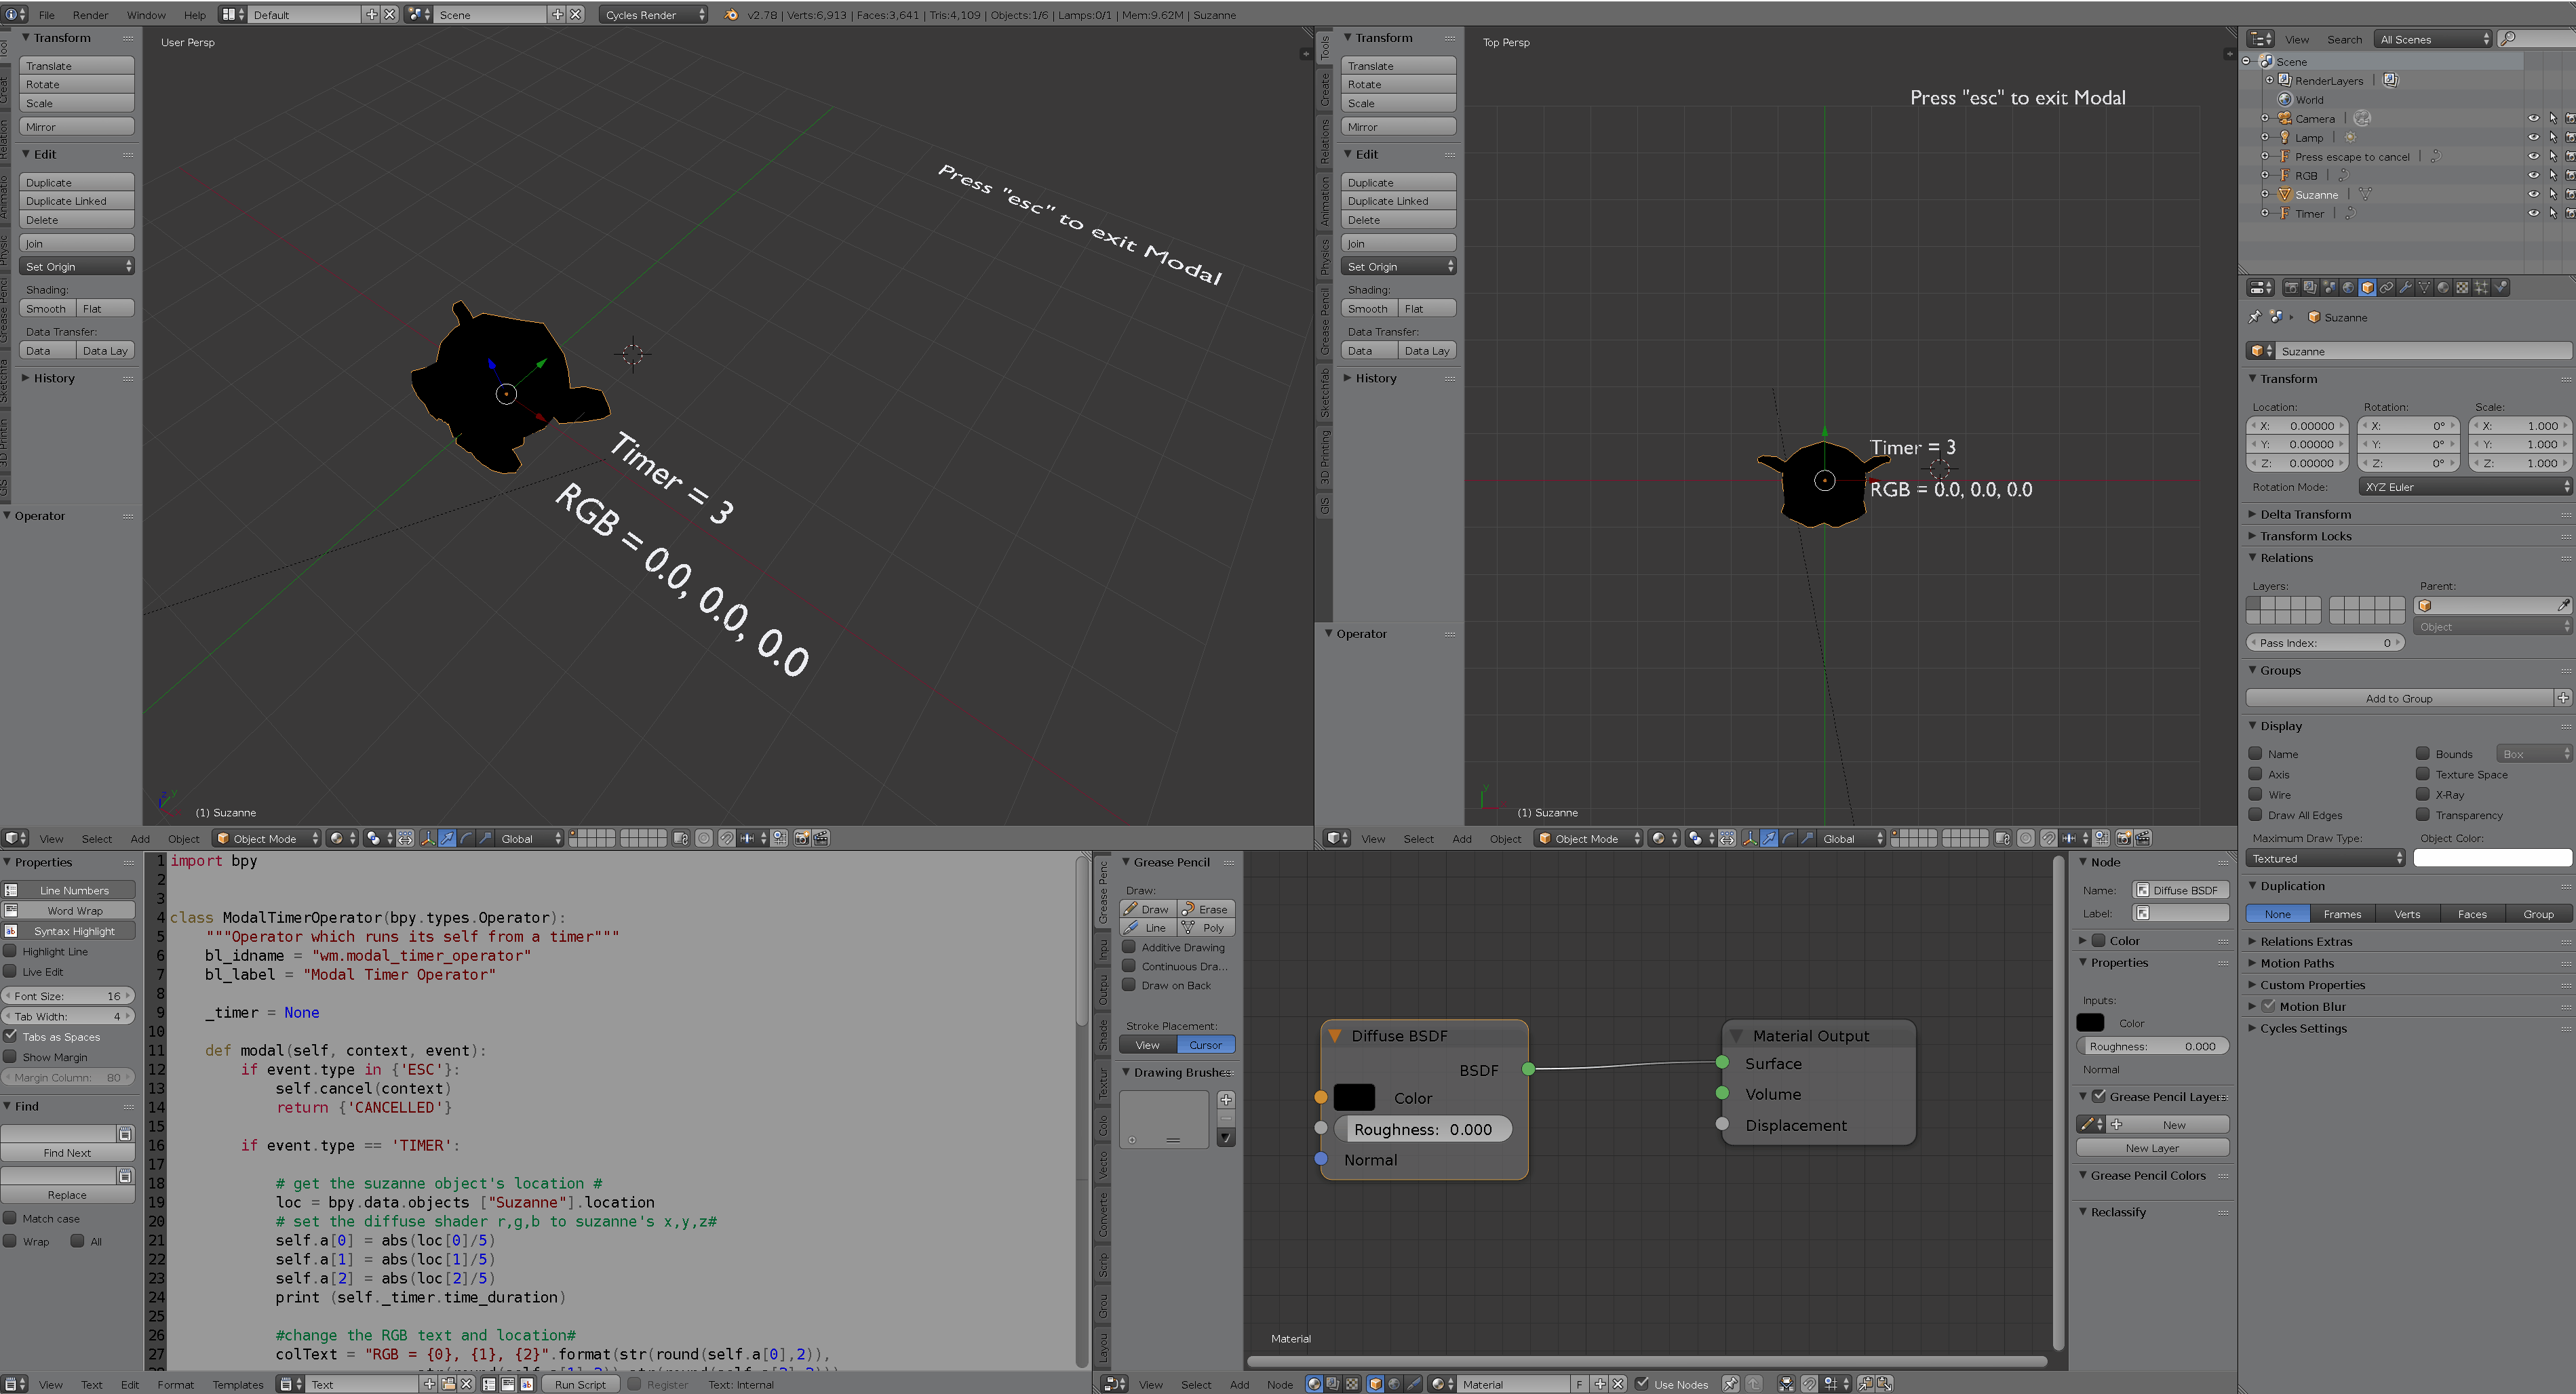 File Render Window Help Default Scene Cycles Render v2.78 | Verts:6,913 | Faces:3,641 | Tris:4,109 | Objects:1/6 | Lamps:0/1 | Mem:9.62M | Suzanne
Transform
Translate
Rotate
Scale
Mirror
Edit
Duplicate
Duplicate Linked
Delete
Join
Set Origin
Shading:
Smooth Flat
Data Transfer:
Data Data Lay
History
Operator
User Persp
Press "esc" to exit Modal
Timer = 3
RGB = 0.0, 0.0, 0.0
(1) Suzanne
View Select Add Object Object Mode Global
Tools
Create
Relations
Animation
Physics
Grease Pencil
Sketchfab
3D Printing
GIS
Transform
Translate
Rotate
Scale
Mirror
Edit
Duplicate
Duplicate Linked
Delete
Join
Set Origin
Shading:
Smooth Flat
Data Transfer:
Data Data Lay
History
Operator
Top Persp
Press "esc" to exit Modal
Timer = 3
RGB = 0.0, 0.0, 0.0
(1) Suzanne
View Select Add Object Object Mode Global
View Search All Scenes
Scene
RenderLayers
World
Camera
Lamp
Press escape to cancel
RGB
Suzanne
Timer
Suzanne
Suzanne
Transform
Location: Rotation: Scale:
X: 0.00000 X: 0° X: 1.000
Y: 0.00000 Y: 0° Y: 1.000
Z: 0.00000 Z: 0° Z: 1.000
Rotation Mode: XYZ Euler
Delta Transform
Transform Locks
Relations
Layers: Parent:
Object
Pass Index: 0
Groups
Add to Group
Display
Name Bounds Box
Axis Texture Space
Wire X-Ray
Draw All Edges Transparency
Maximum Draw Type: Object Color:
Textured
Duplication
None Frames Verts Faces Group
Relations Extras
Motion Paths
Custom Properties
Motion Blur
Cycles Settings
Properties
Line Numbers
Word Wrap
Syntax Highlight
Highlight Line
Live Edit
Font Size: 16
Tab Width: 4
Tabs as Spaces
Show Margin
Margin Column: 80
Find
Find Next
Replace
Match case
Wrap All
1 import bpy
2
3
4 class ModalTimerOperator(bpy.types.Operator):
5 """Operator which runs its self from a timer"""
6 bl_idname = "wm.modal_timer_operator"
7 bl_label = "Modal Timer Operator"
8
9 _timer = None
10
11 def modal(self, context, event):
12 if event.type in {'ESC'}:
13 self.cancel(context)
14 return {'CANCELLED'}
15
16 if event.type == 'TIMER':
17
18 # get the suzanne object's location #
19 loc = bpy.data.objects ["Suzanne"].location
20 # set the diffuse shader r,g,b to suzanne's x,y,z#
21 self.a[0] = abs(loc[0]/5)
22 self.a[1] = abs(loc[1]/5)
23 self.a[2] = abs(loc[2]/5)
24 print (self._timer.time_duration)
25
26 #change the RGB text and location#
27 colText = "RGB = {0}, {1}, {2}".format(str(round(self.a[0],2)),
View Text Edit Format Templates Text Run Script Register Text: Internal
Grease Pencil
Draw:
Draw Erase
Line Poly
Additive Drawing
Continuous Dra...
Draw on Back
Stroke Placement:
View Cursor
Drawing Brushes
Diffuse BSDF
BSDF
Color
Roughness: 0.000
Normal
Material Output
Surface
Volume
Displacement
Material
View Select Add Node Material F Use Nodes
Node
Name: Diffuse BSDF
Label:
Color
Properties
Inputs:
Color
Roughness: 0.000
Normal
Grease Pencil Layers
New
New Layer
Grease Pencil Colors
Reclassify